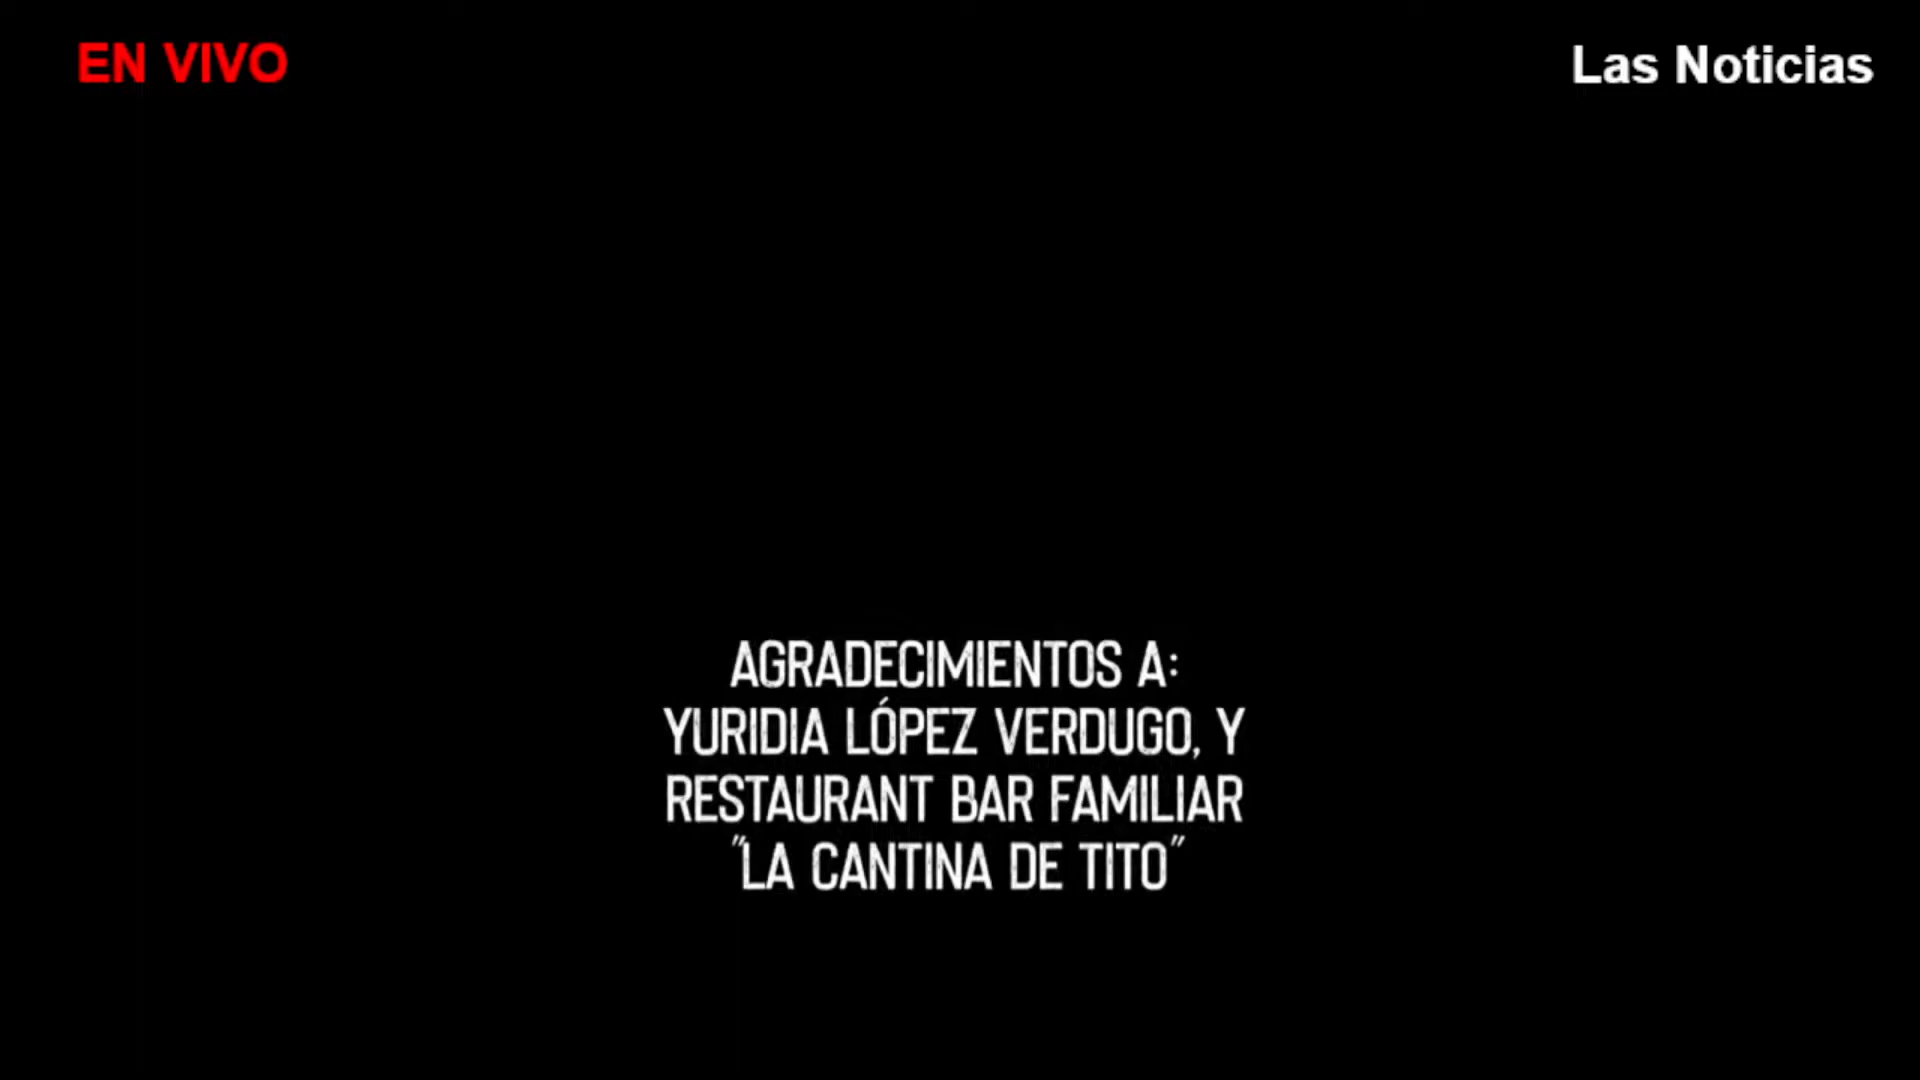 EN VIVO
Las Noticias
AGRADECIMIENTOS A:
YURIDIA LÓPEZ VERDUGO, Y
RESTAURANT BAR FAMILIAR
"LA CANTINA DE TITO"